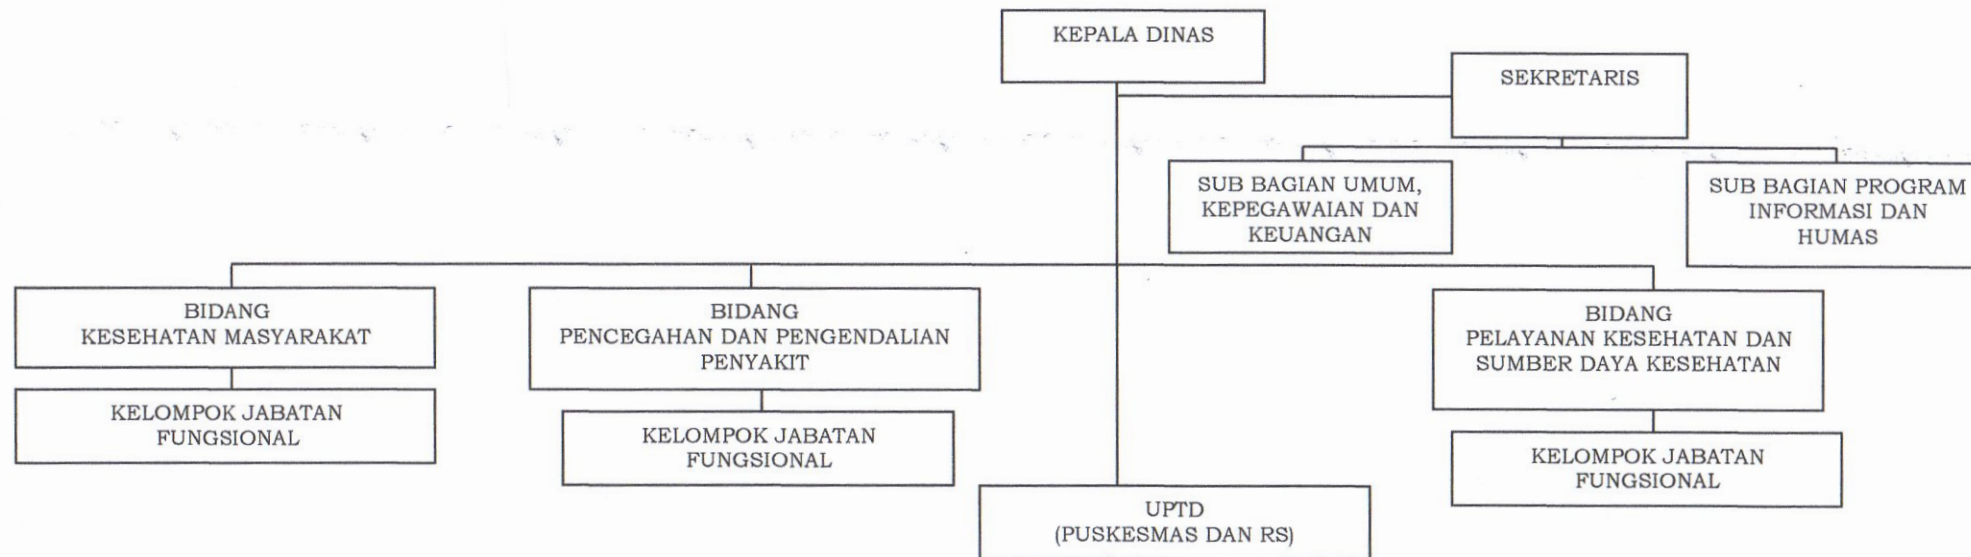 KEPALA DINAS
SEKRETARIS
SUB BAGIAN UMUM,
KEPEGAWAIAN DAN
KEUANGAN
SUB BAGIAN PROGRAM
INFORMASI DAN
HUMAS
BIDANG
KESEHATAN MASYARAKAT
BIDANG
PENCEGAHAN DAN PENGENDALIAN
PENYAKIT
BIDANG
PELAYANAN KESEHATAN DAN
SUMBER DAYA KESEHATAN
KELOMPOK JABATAN
FUNGSIONAL
KELOMPOK JABATAN
FUNGSIONAL
KELOMPOK JABATAN
FUNGSIONAL
UPTD
(PUSKESMAS DAN RS)